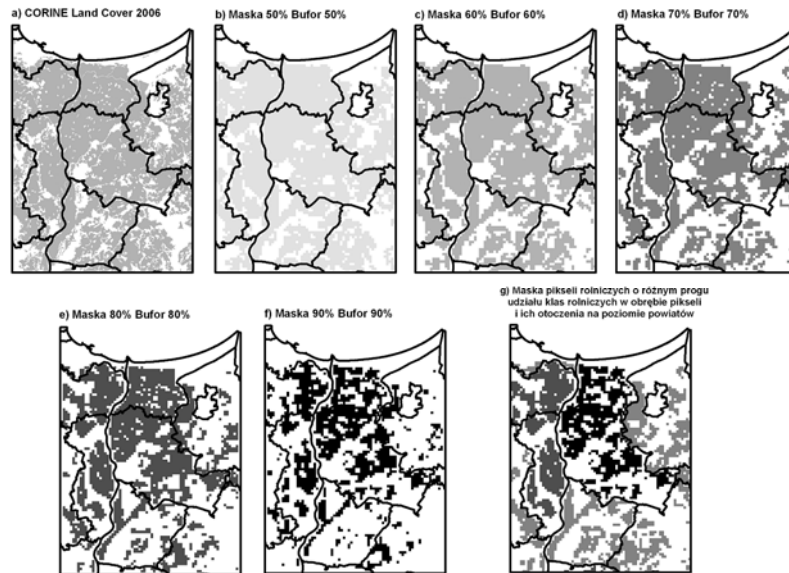 a) CORINE Land Cover 2006
b) Maska 50% Bufor 50%
c) Maska 60% Bufor 60%
d) Maska 70% Bufor 70%
e) Maska 80% Bufor 80%
f) Maska 90% Bufor 90%
g) Maska pikseli rolniczych o różnym progu
udziału klas rolniczych w obrębie pikseli
i ich otoczenia na poziomie powiatów